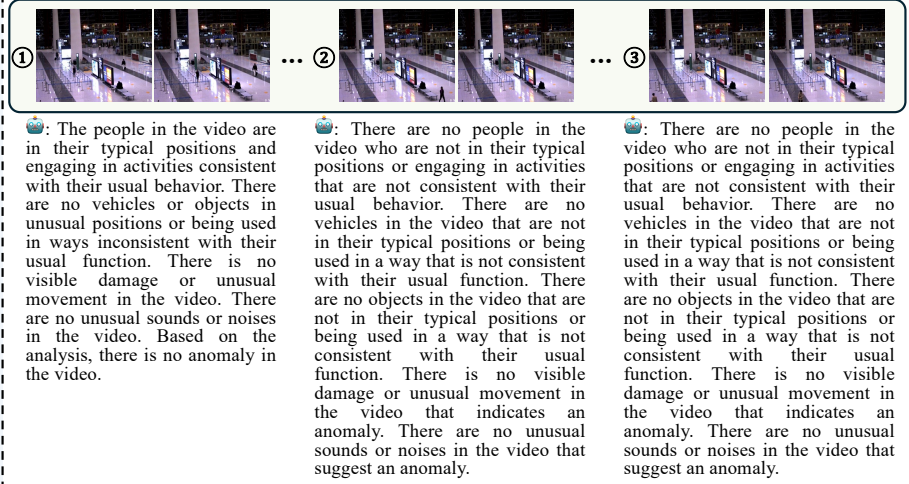 ① ... ② ... ③
: The people in the video are
in their typical positions and
engaging in activities consistent
with their usual behavior. There
are no vehicles or objects in
unusual positions or being used
in ways inconsistent with their
usual function. There is no
visible damage or unusual
movement in the video. There
are no unusual sounds or noises
in the video. Based on the
analysis, there is no anomaly in
the video.
: There are no people in the
video who are not in their typical
positions or engaging in activities
that are not consistent with their
usual behavior. There are no
vehicles in the video that are not
in their typical positions or being
used in a way that is not consistent
with their usual function. There
are no objects in the video that are
not in their typical positions or
being used in a way that is not
consistent with their usual
function. There is no visible
damage or unusual movement in
the video that indicates an
anomaly. There are no unusual
sounds or noises in the video that
suggest an anomaly.
: There are no people in the
video who are not in their typical
positions or engaging in activities
that are not consistent with their
usual behavior. There are no
vehicles in the video that are not
in their typical positions or being
used in a way that is not consistent
with their usual function. There
are no objects in the video that are
not in their typical positions or
being used in a way that is not
consistent with their usual
function. There is no visible
damage or unusual movement in
the video that indicates an
anomaly. There are no unusual
sounds or noises in the video that
suggest an anomaly.